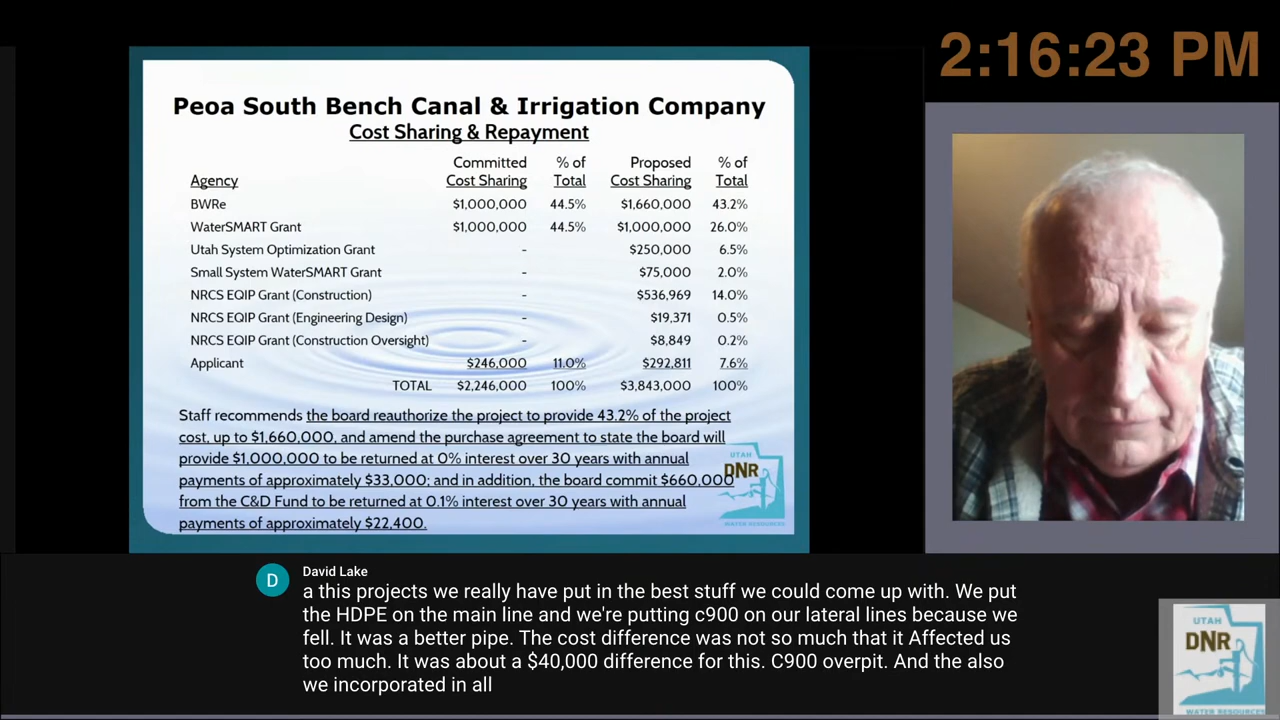 2:16:23 PM
Peoa South Bench Canal & Irrigation Company
Cost Sharing & Repayment
Committed % of Proposed % of
Agency Cost Sharing Total Cost Sharing Total
BWRe $1,000,000 44.5% $1,660,000 43.2%
WaterSMART Grant $1,000,000 44.5% $1,000,000 26.0%
Utah System Optimization Grant - $250,000 6.5%
Small System WaterSMART Grant - $75,000 2.0%
NRCS EQIP Grant (Construction) - $536,969 14.0%
NRCS EQIP Grant (Engineering Design) - $19,371 0.5%
NRCS EQIP Grant (Construction Oversight) - $8,849 0.2%
Applicant $246,000 11.0% $292,811 7.6%
TOTAL $2,246,000 100% $3,843,000 100%
Staff recommends the board reauthorize the project to provide 43.2% of the project
cost, up to $1,660,000, and amend the purchase agreement to state the board will
provide $1,000,000 to be returned at 0% interest over 30 years with annual
payments of approximately $33,000; and in addition, the board commit $660,000
from the C&D Fund to be returned at 0.1% interest over 30 years with annual
payments of approximately $22,400.
UTAH
DNR
WATER RESOURCES
D
David Lake
a this projects we really have put in the best stuff we could come up with. We put
the HDPE on the main line and we're putting c900 on our lateral lines because we
fell. It was a better pipe. The cost difference was not so much that it Affected us
too much. It was about a $40,000 difference for this. C900 overpit. And the also
we incorporated in all
UTAH
DNR
WATER RESOURCES